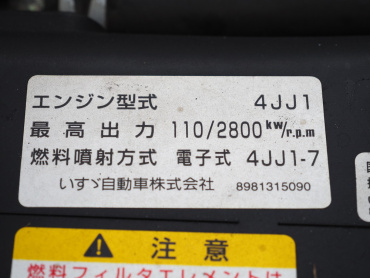 エンジン型式 4JJ1
最高出力 110/2800 kW/r.p.m
燃料噴射方式 電子式 4JJ1-7
いすゞ自動車株式会社 8981315090
注意
燃料フィルタエレメントは